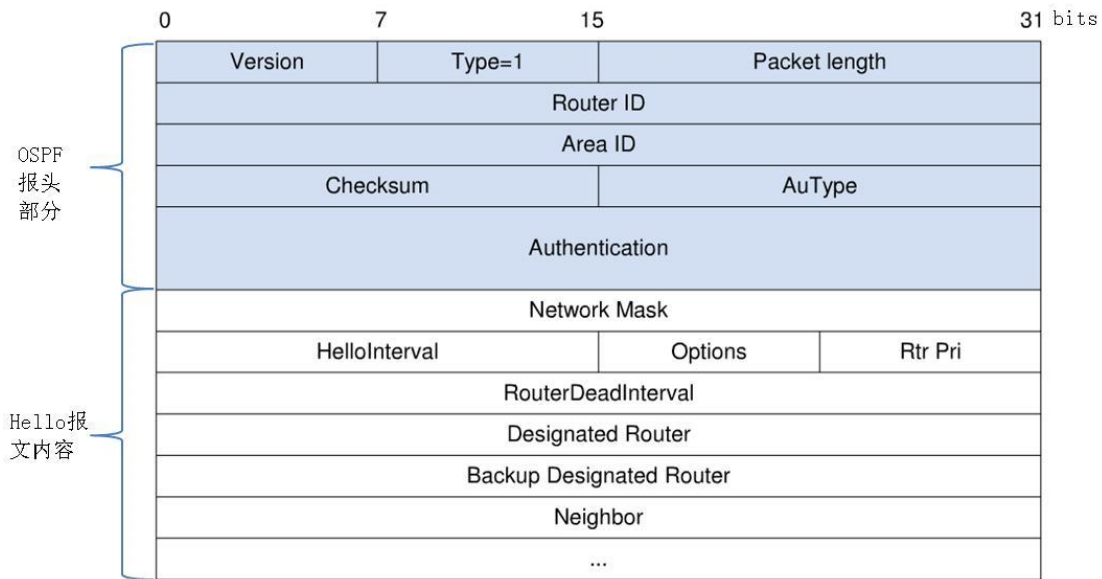 0 7 15 31 bits
Version Type=1 Packet length
Router ID
Area ID
OSPF
报头
部分
Checksum AuType
Authentication
Network Mask
HelloInterval Options Rtr Pri
RouterDeadInterval
Hello报
文内容
Designated Router
Backup Designated Router
Neighbor
...